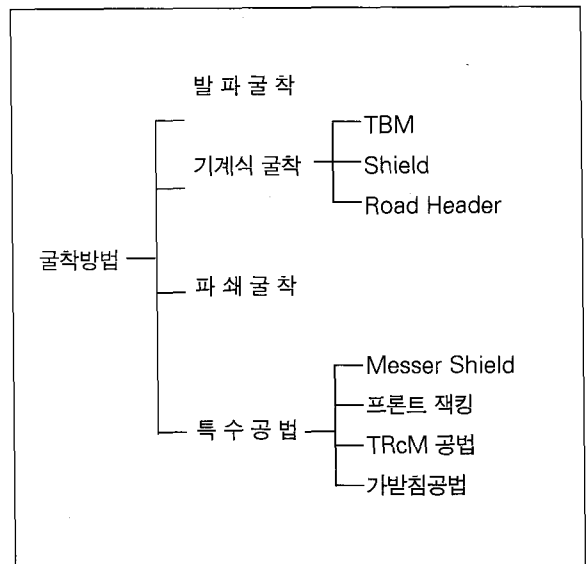 발 파 굴 착
TBM
기계식 굴착
Shield
Road Header
굴착방법
파 쇄 굴 착
Messer Shield
특 수 공 법
프론트 잭킹
TRcM 공법
가받침공법